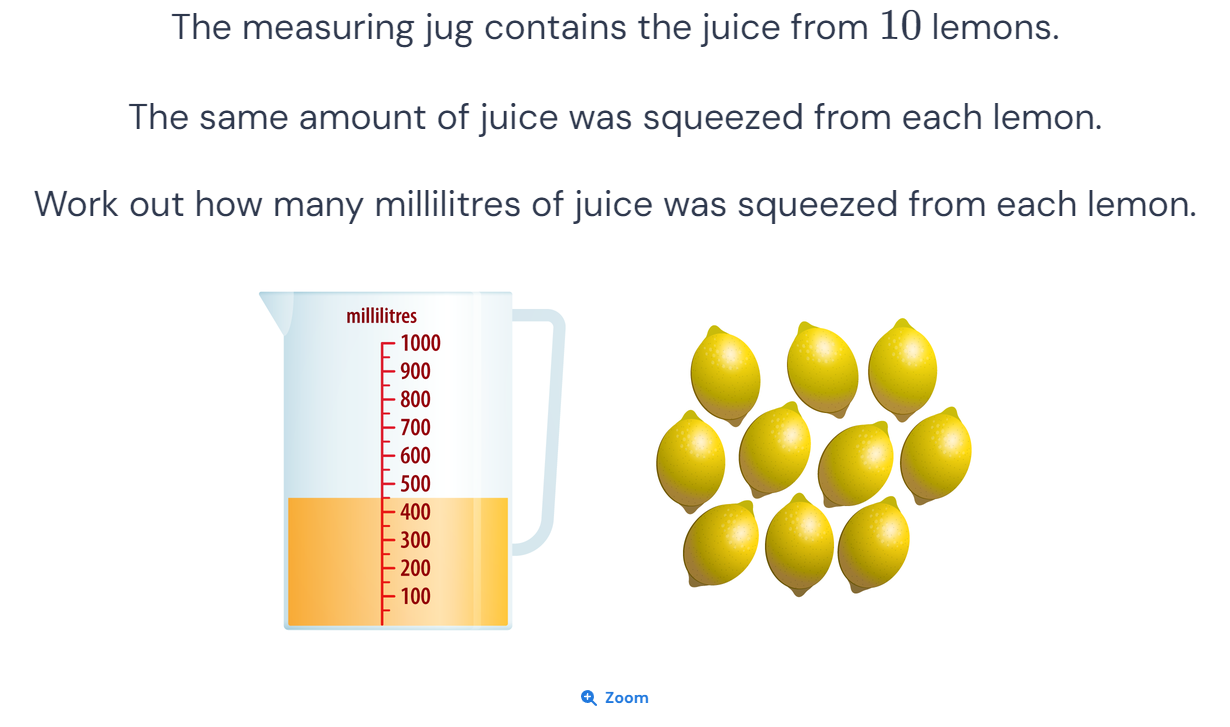 The measuring jug contains the juice from 10 lemons.
The same amount of juice was squeezed from each lemon.
Work out how many millilitres of juice was squeezed from each lemon.
millilitres
1000
900
800
700
600
500
400
300
200
100
Zoom